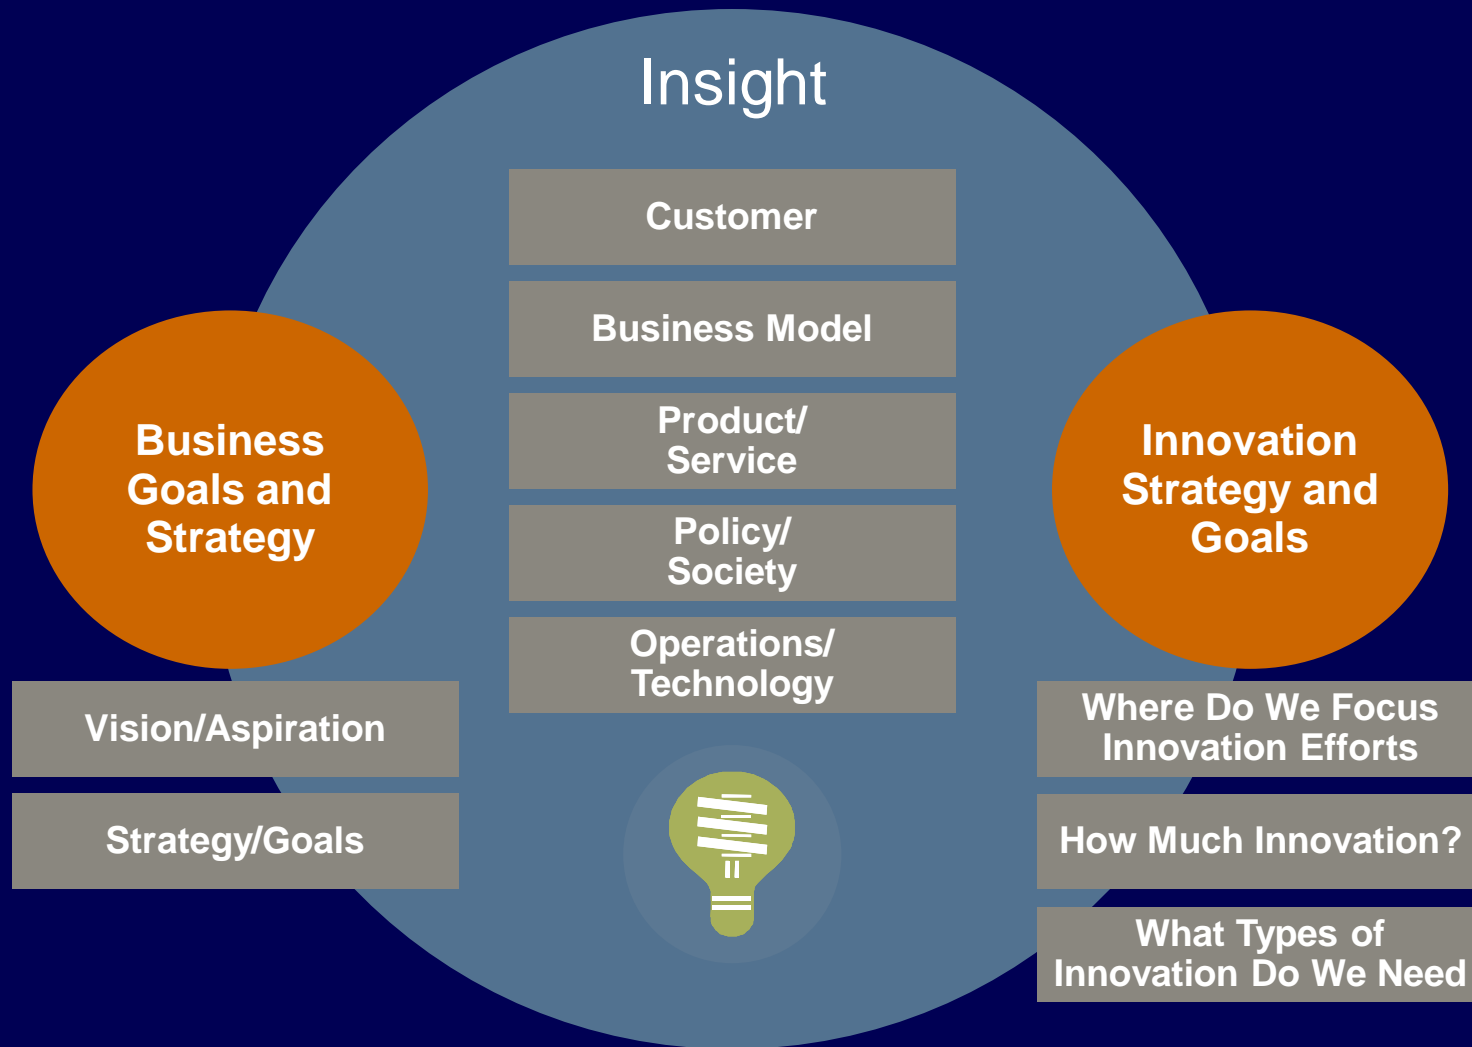 Insight
Customer
Business Model
Product/
Service
Policy/
Society
Operations/
Technology
Business
Goals and
Strategy
Vision/Aspiration
Strategy/Goals
Innovation
Strategy and
Goals
Where Do We Focus
Innovation Efforts
How Much Innovation?
What Types of
Innovation Do We Need